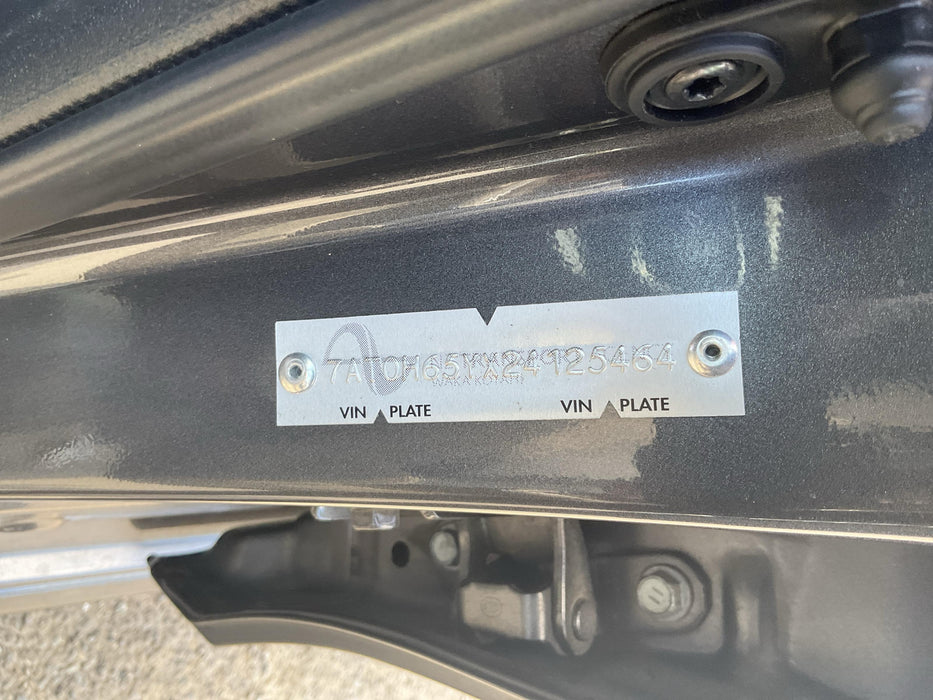 7AT0H65YX24125464
WAKA KOTAHI
VIN PLATE VIN PLATE